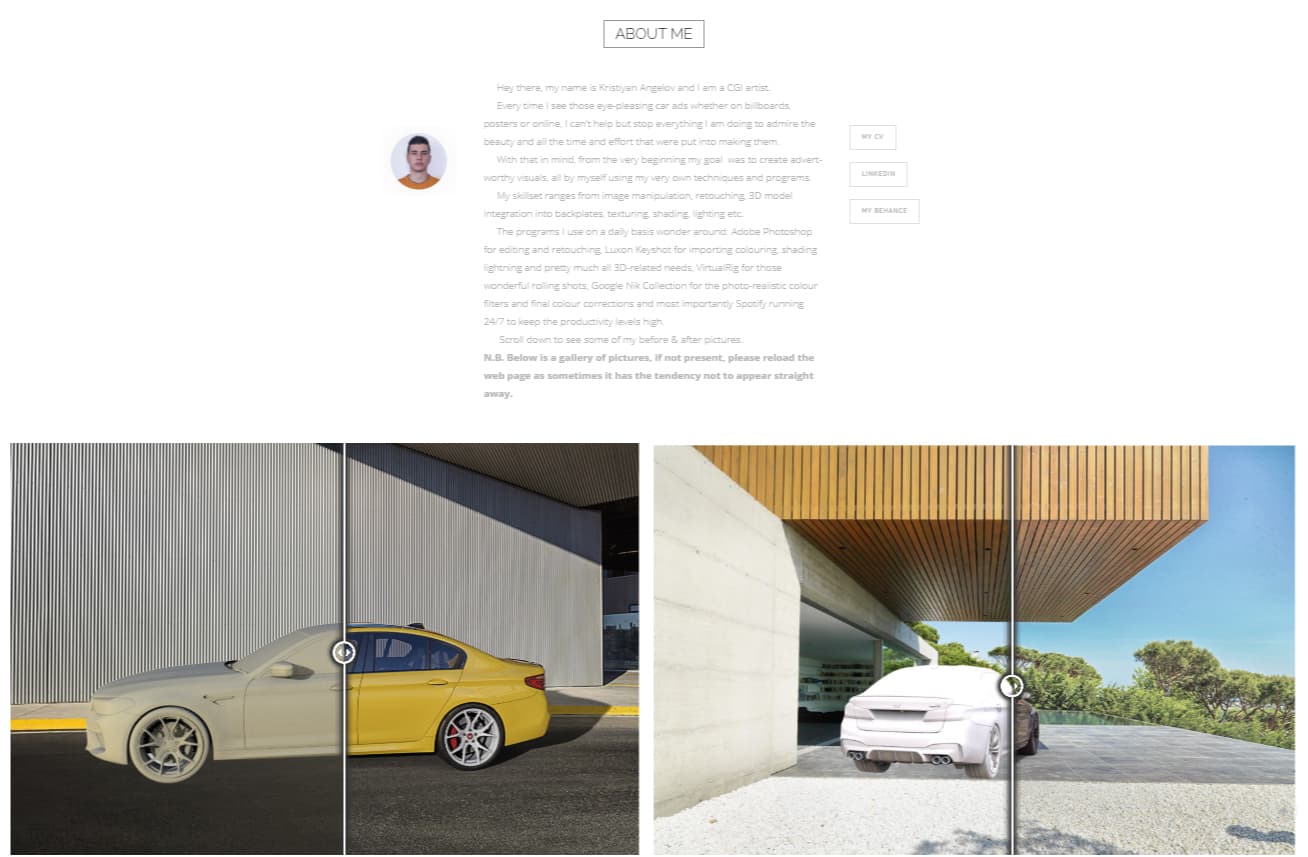 ABOUT ME
Hey there, my name is Kristiyan Angelov and I am a CGI artist.
Every time I see those eye-pleasing car ads whether on billboards,
posters or online, I can't help but stop everything I am doing to admire the
beauty and all the time and effort that were put into making them.
With that in mind, from the very beginning my goal was to create advert-
worthy visuals, all by myself using my very own techniques and programs.
My skillset ranges from image manipulation, retouching, 3D model
integration into backplates, texturing, shading, lighting etc.
The programs I use on a daily basis wonder around: Adobe Photoshop
for editing and retouching, Luxon Keyshot for importing colouring, shading
lightning and pretty much all 3D-related needs, VirtualRig for those
wonderful rolling shots, Google Nik Collection for the photo-realistic colour
filters and final colour corrections and most importantly Spotify running
24/7 to keep the productivity levels high.
Scroll down to see some of my before & after pictures.
N.B. Below is a gallery of pictures, if not present, please reload the
web page as sometimes it has the tendency not to appear straight
away.
MY CV
LINKEDIN
MY BEHANCE